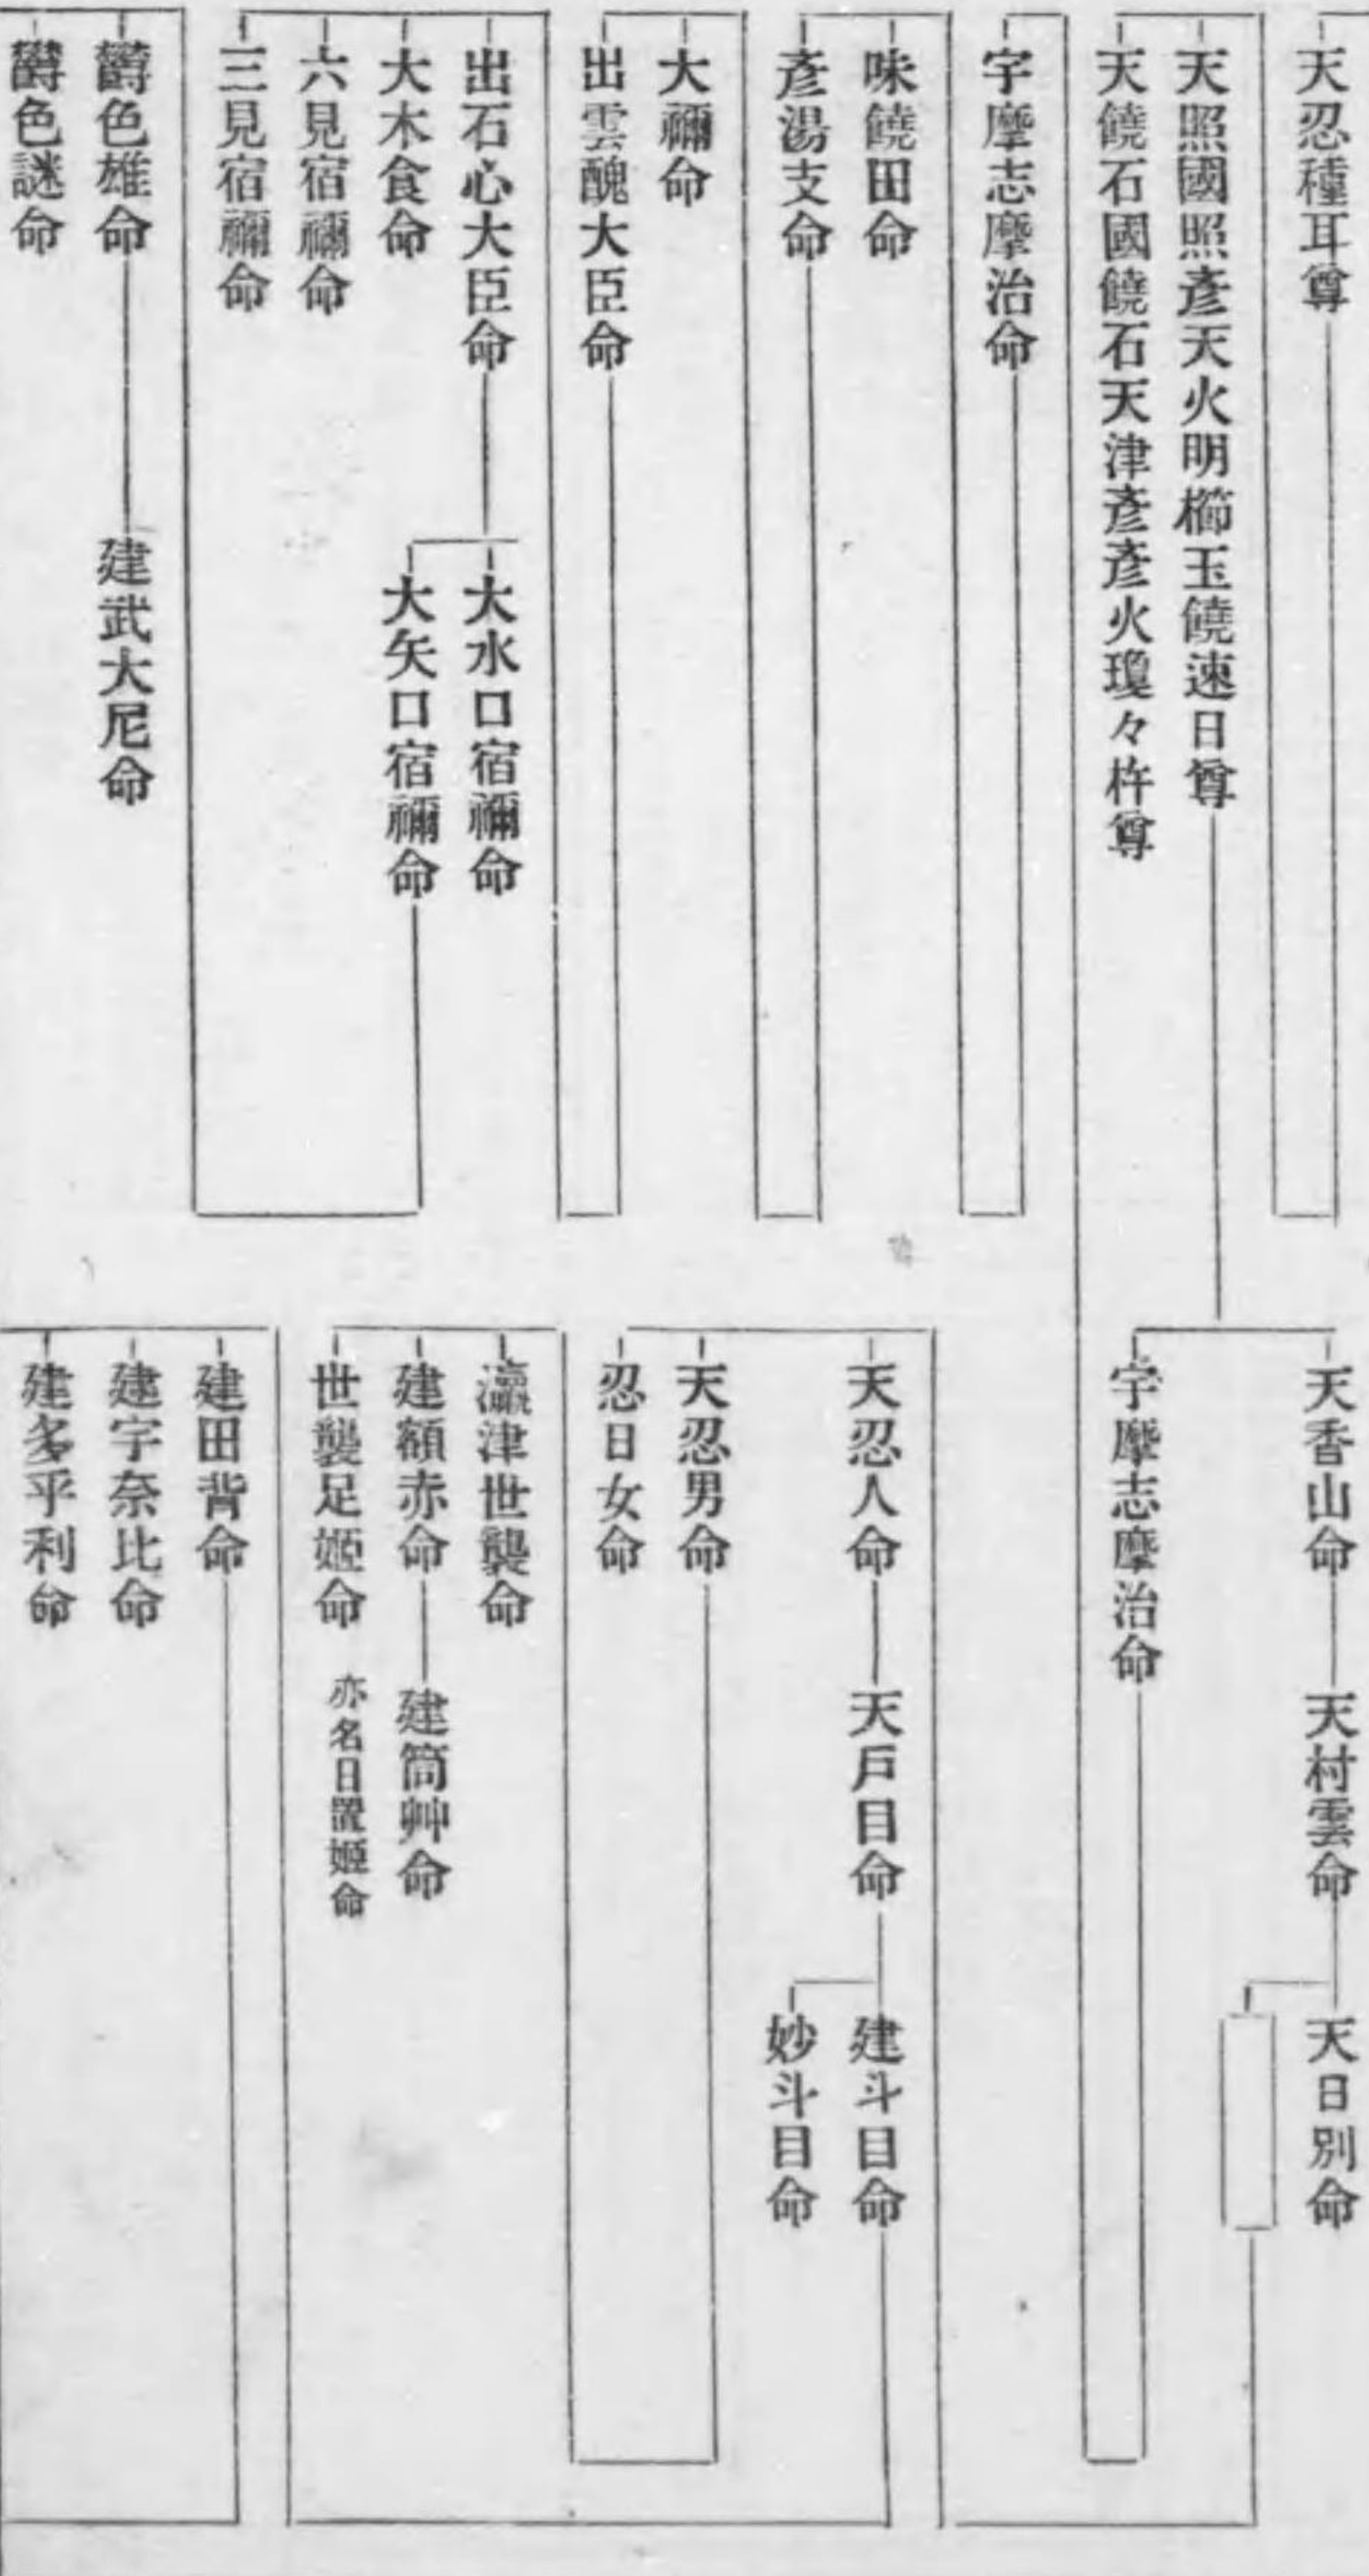 天忍種耳尊
天照國照彥天火明櫛玉饒速日尊
天饒石國饒石天津彥彥火瓊々杵尊
宇摩志摩治命
味饒田命
彥湯支命
大禰命
出雲醜大臣命
出石心大臣命
大水口宿禰命
大矢口宿禰命
大木食命
六見宿禰命
三見宿禰命
欝色雄命
建武大尼命
欝色謎命
天香山命
天村雲命
天日別命
宇摩志摩治命
天忍人命
天戶目命
建斗目命
妙斗目命
天忍男命
忍日女命
瀛津世襲命
建額赤命
建筒艸命
世襲足姬命
亦名日置姬命
建田背命
建宇奈比命
建多乎利命